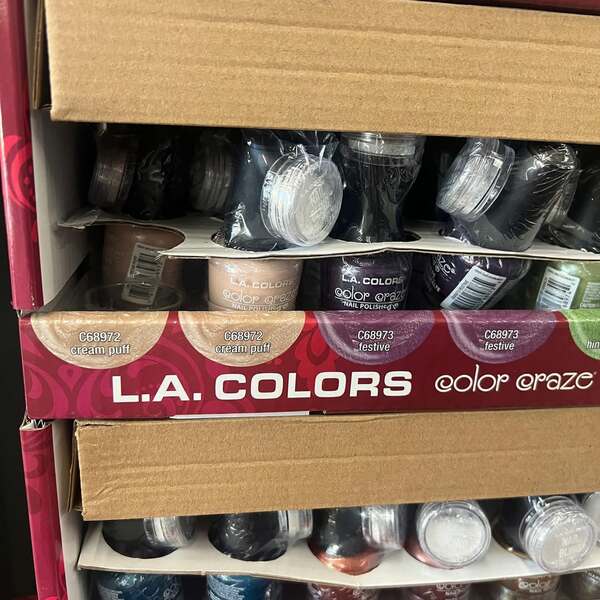 L.A. COLORS
color craze
NAIL POLISH
color craze
C68972
cream puff
C68972
cream puff
C68973
festive
C68973
festive
L.A. COLORS color craze